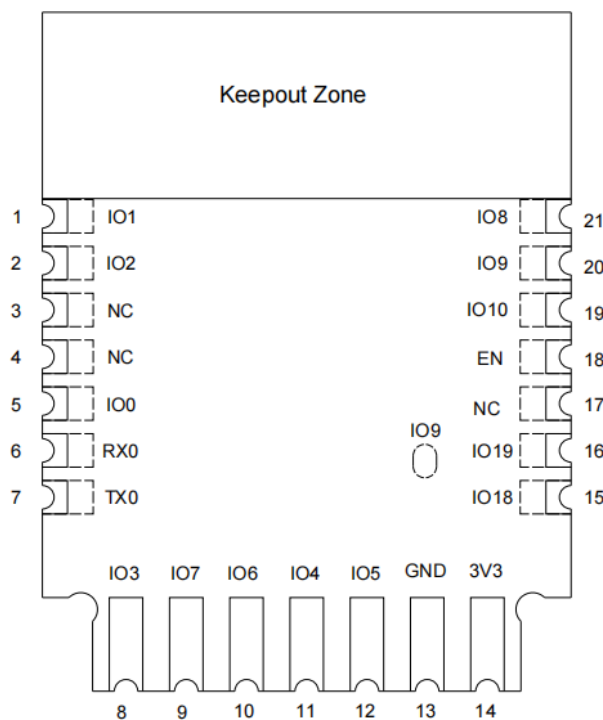 Keepout Zone
1 IO1 IO8 21
2 IO2 IO9 20
3 NC IO10 19
4 NC EN 18
5 IO0 NC 17
IO9
6 RX0 IO19 16
7 TX0 IO18 15
IO3 IO7 IO6 IO4 IO5 GND 3V3
8 9 10 11 12 13 14